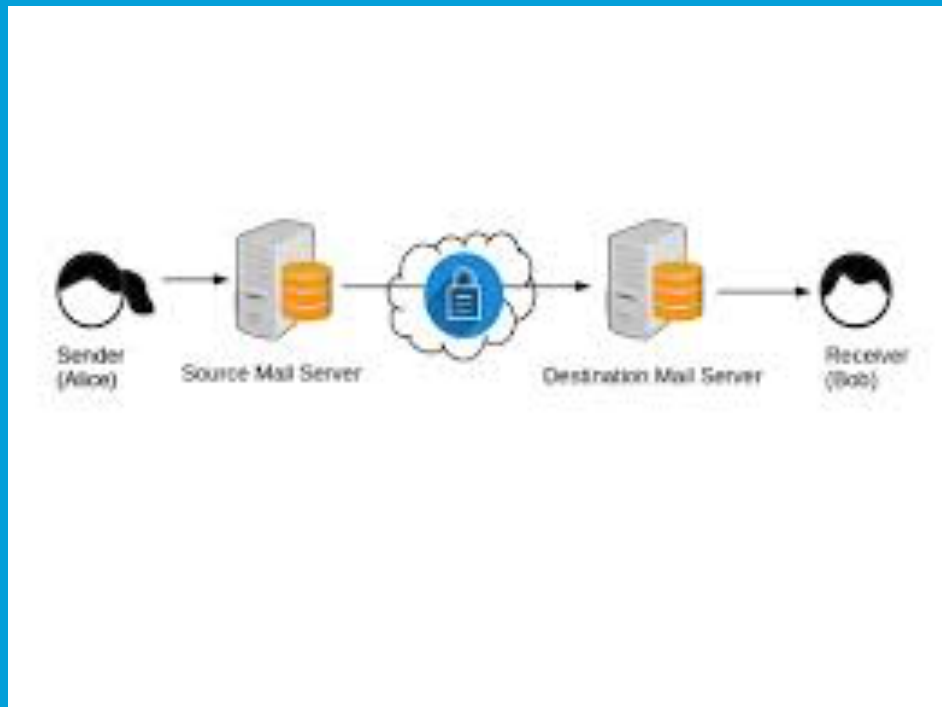 Sender
(Alice)
Source Mail Server
Destination Mail Server
Receiver
(Bob)